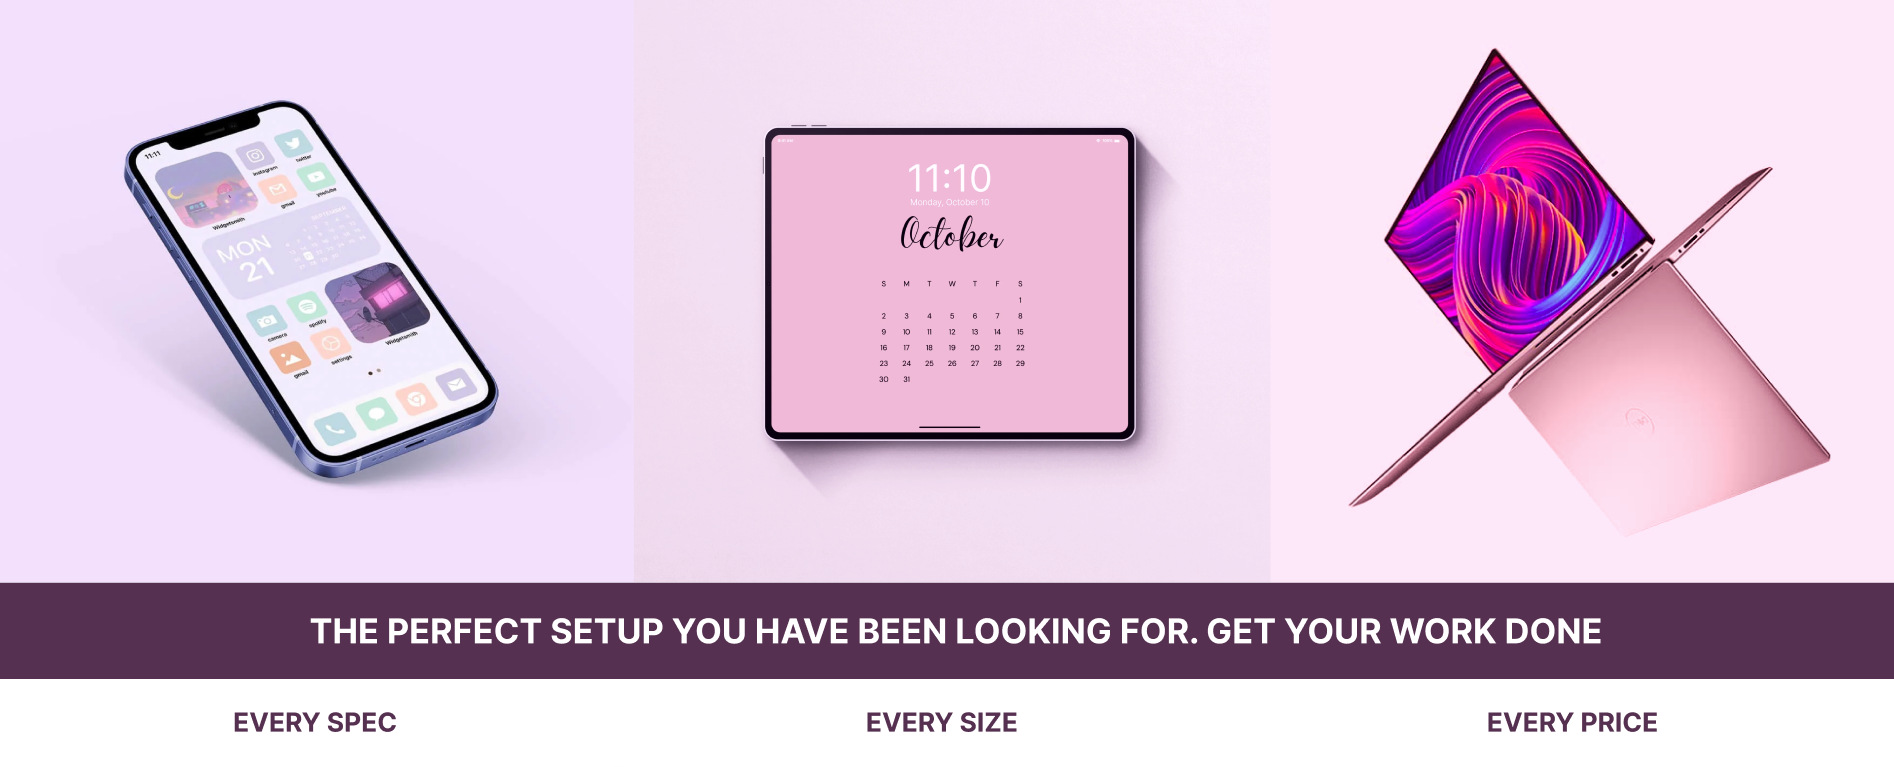 11:11
Instagram
twitter
Widgetsmith
gmail
youtube
MON
21
camera
spotify
Widgetsmith
gmail
settings
11:10
Monday, October 10
October
S M T W T F S
1
2 3 4 5 6 7 8
9 10 11 12 13 14 15
16 17 18 19 20 21 22
23 24 25 26 27 28 29
30 31
THE PERFECT SETUP YOU HAVE BEEN LOOKING FOR. GET YOUR WORK DONE
EVERY SPEC
EVERY SIZE
EVERY PRICE